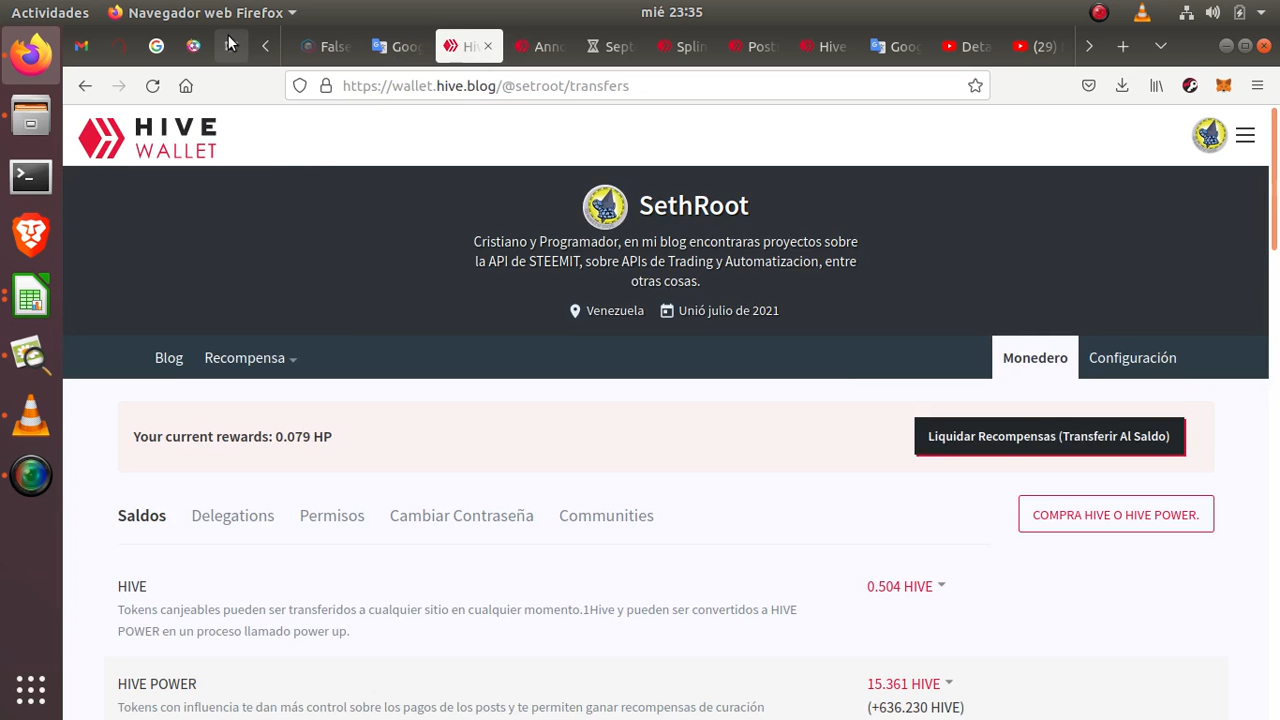 Actividades Navegador web Firefox mié 23:35
False Goog Hi Anno Sept Splin Post Hive Goog Deta (29)
https://wallet.hive.blog/@setroot/transfers
HIVE
WALLET
SethRoot
Cristiano y Programador, en mi blog encontraras proyectos sobre
la API de STEEMIT, sobre APIs de Trading y Automatizacion, entre
otras cosas.
Venezuela Unió julio de 2021
Blog Recompensa Monedero Configuración
Your current rewards: 0.079 HP Liquidar Recompensas (Transferir Al Saldo)
Saldos Delegations Permisos Cambiar Contraseña Communities COMPRA HIVE O HIVE POWER.
HIVE 0.504 HIVE
Tokens canjeables pueden ser transferidos a cualquier sitio en cualquier momento.1Hive y pueden ser convertidos a HIVE
POWER en un proceso llamado power up.
HIVE POWER 15.361 HIVE
Tokens con influencia te dan más control sobre los pagos de los posts y te permiten ganar recompensas de curación (+636.230 HIVE)